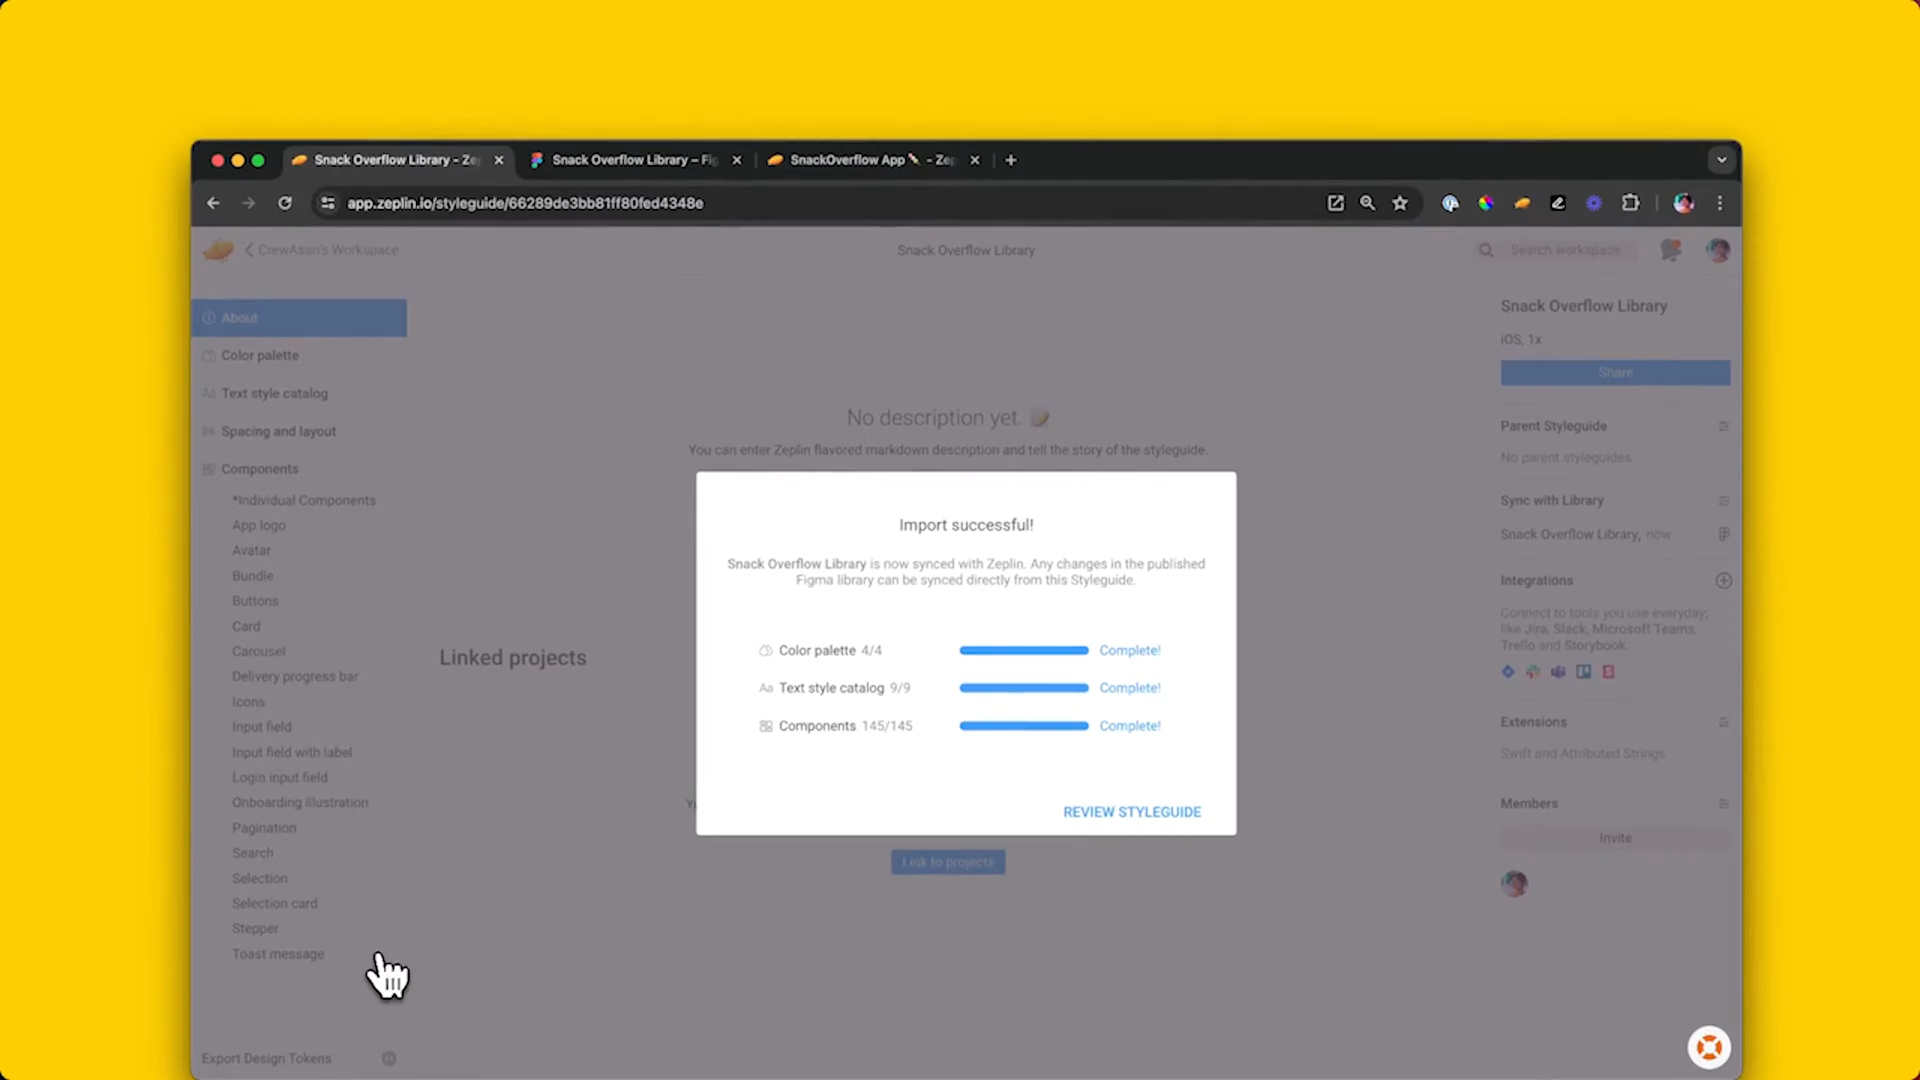 Snack Overflow Library - Ze
Snack Overflow Library – Fig
SnackOverflow App - Zep
app.zeplin.io/styleguide/66289de3bb81ff80fed4348e
CrewAsan's Workspace
Snack Overflow Library
Search workspace
About
Color palette
Aa Text style catalog
Spacing and layout
Components
*Individual Components
App logo
Avatar
Bundle
Buttons
Card
Carousel
Delivery progress bar
Icons
Input field
Input field with label
Login input field
Onboarding illustration
Pagination
Search
Selection
Selection card
Stepper
Toast message
Export Design Tokens
No description yet.
You can enter Zeplin flavored markdown description and tell the story of the styleguide.
Linked projects
Import successful!
Snack Overflow Library is now synced with Zeplin. Any changes in the published
Figma library can be synced directly from this Styleguide.
Color palette 4/4 Complete!
Aa Text style catalog 9/9 Complete!
Components 145/145 Complete!
REVIEW STYLEGUIDE
Link to projects
Snack Overflow Library
iOS, 1x
Share
Parent Styleguide
No parent styleguides
Sync with Library
Snack Overflow Library, now
Integrations
Connect to tools you use everyday;
like Jira, Slack, Microsoft Teams,
Trello and Storybook.
Extensions
Swift and Attributed Strings
Members
Invite